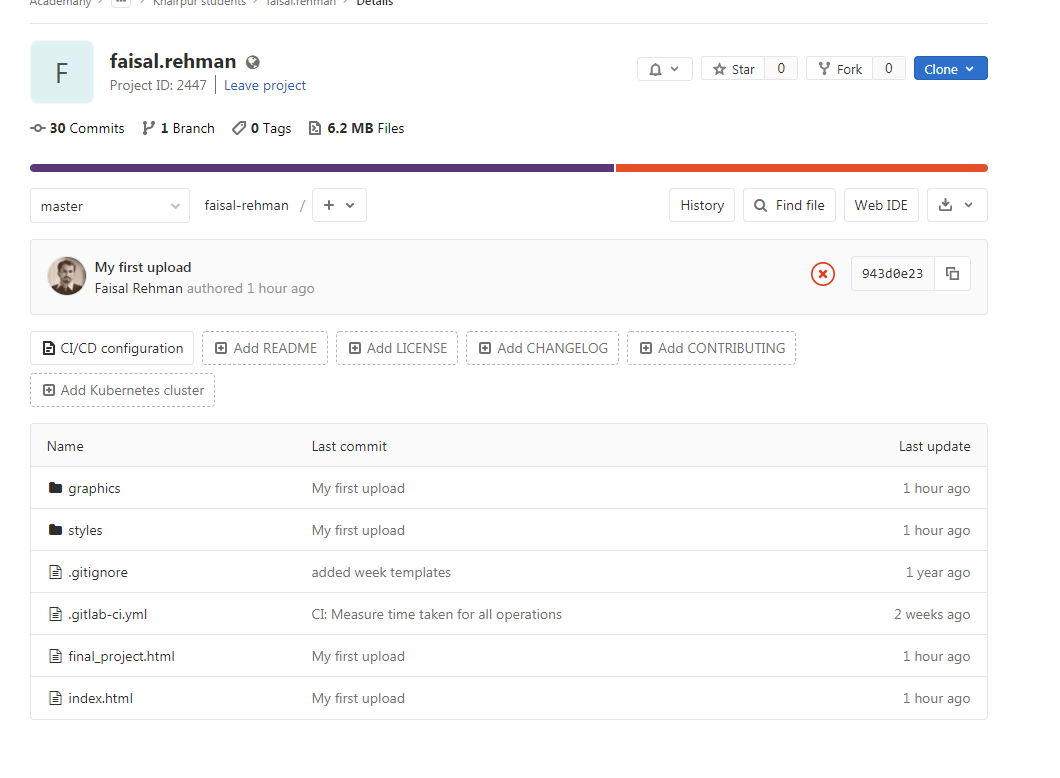 Academany > ··· > Khairpur students > faisal.rehman > Details
F
faisal.rehman
Project ID: 2447 Leave project
Star 0 Fork 0 Clone
30 Commits 1 Branch 0 Tags 6.2 MB Files
master faisal-rehman / + History Find file Web IDE
My first upload
Faisal Rehman authored 1 hour ago
943d0e23
CI/CD configuration Add README Add LICENSE Add CHANGELOG Add CONTRIBUTING
Add Kubernetes cluster
Name Last commit Last update
graphics My first upload 1 hour ago
styles My first upload 1 hour ago
.gitignore added week templates 1 year ago
.gitlab-ci.yml CI: Measure time taken for all operations 2 weeks ago
final_project.html My first upload 1 hour ago
index.html My first upload 1 hour ago